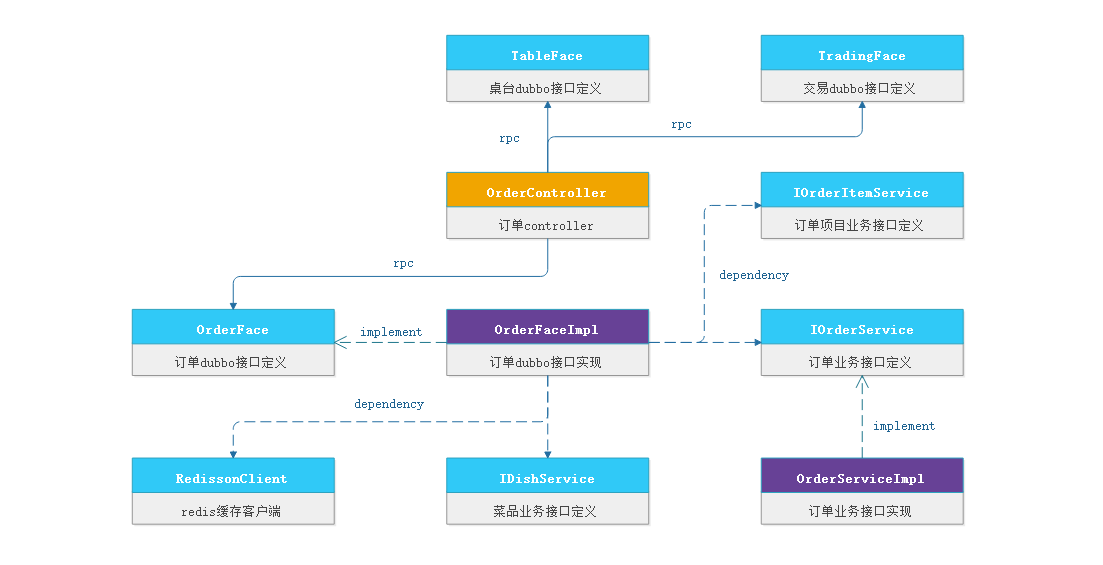 TableFace
桌台dubbo接口定义
TradingFace
交易dubbo接口定义
rpc
rpc
OrderController
订单controller
IOrderItemService
订单项目业务接口定义
rpc
dependency
OrderFace
订单dubbo接口定义
implement
OrderFaceImpl
订单dubbo接口实现
IOrderService
订单业务接口定义
dependency
implement
RedissonClient
redis缓存客户端
IDishService
菜品业务接口定义
OrderServiceImpl
订单业务接口实现